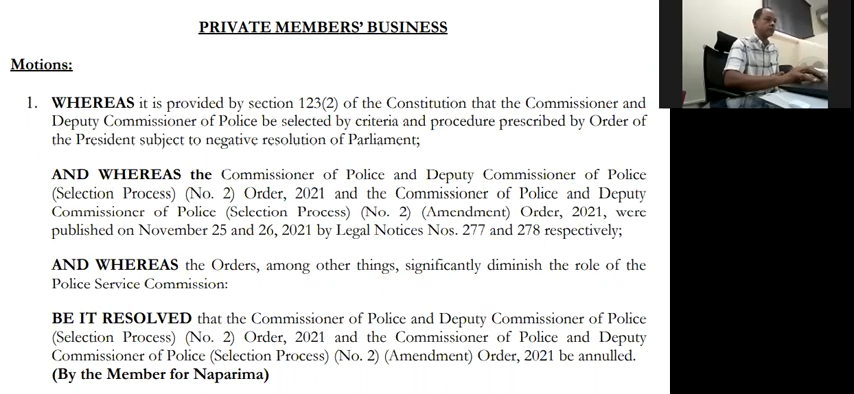 PRIVATE MEMBERS' BUSINESS
Motions:
1. WHEREAS it is provided by section 123(2) of the Constitution that the Commissioner and
Deputy Commissioner of Police be selected by criteria and procedure prescribed by Order of
the President subject to negative resolution of Parliament;
AND WHEREAS the Commissioner of Police and Deputy Commissioner of Police
(Selection Process) (No. 2) Order, 2021 and the Commissioner of Police and Deputy
Commissioner of Police (Selection Process) (No. 2) (Amendment) Order, 2021, were
published on November 25 and 26, 2021 by Legal Notices Nos. 277 and 278 respectively;
AND WHEREAS the Orders, among other things, significantly diminish the role of the
Police Service Commission:
BE IT RESOLVED that the Commissioner of Police and Deputy Commissioner of Police
(Selection Process) (No. 2) Order, 2021 and the Commissioner of Police and Deputy
Commissioner of Police (Selection Process) (No. 2) (Amendment) Order, 2021 be annulled.
(By the Member for Naparima)